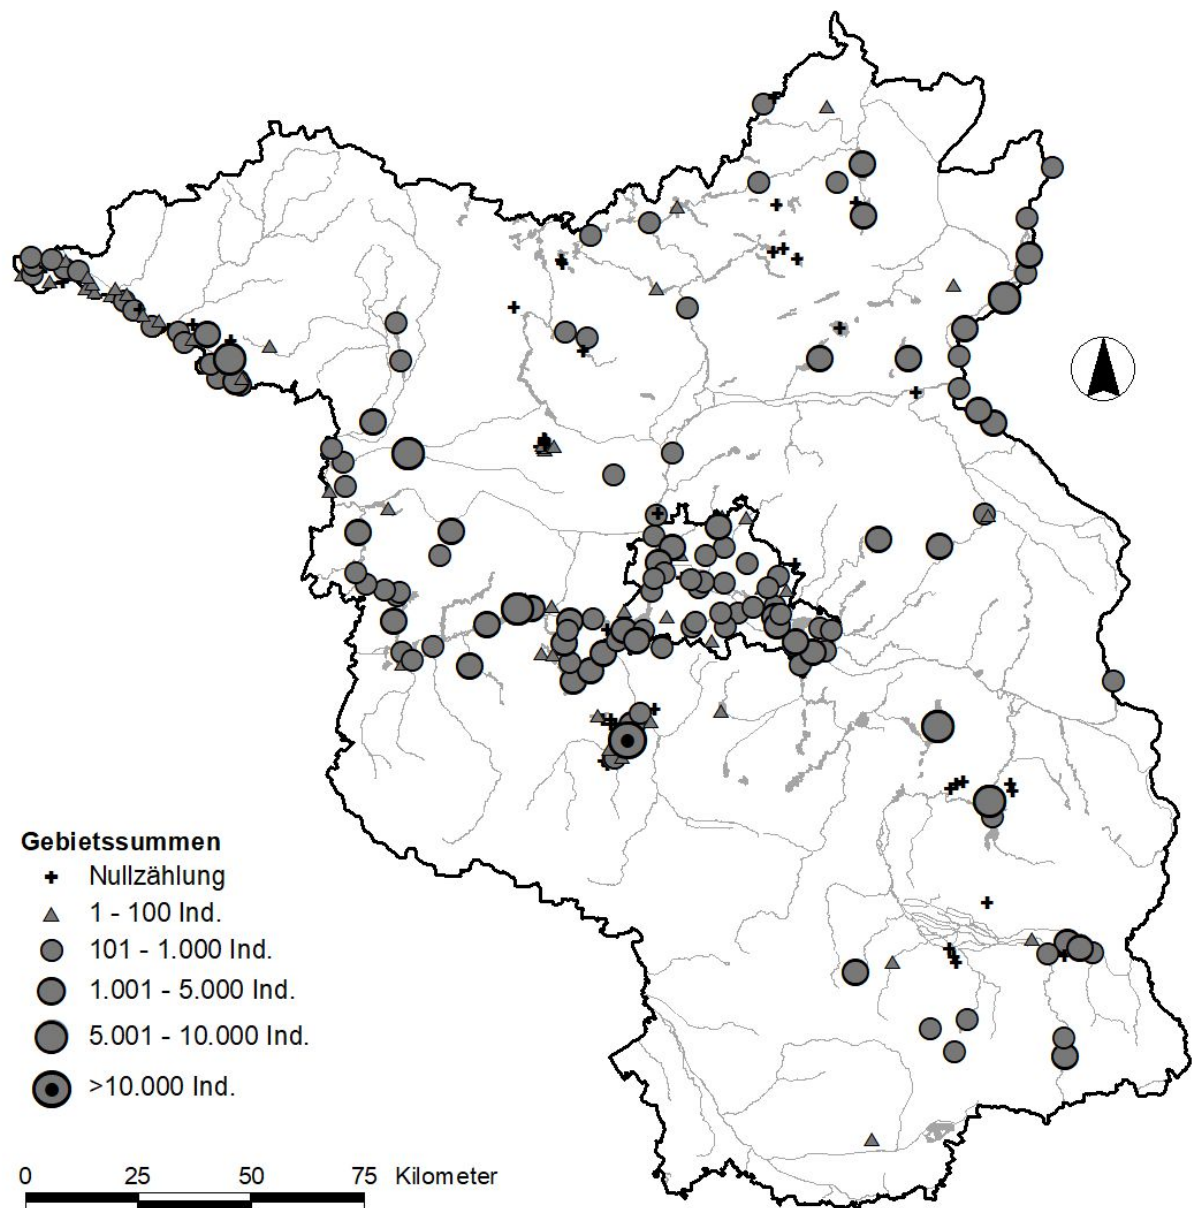 Gebietssummen
Nullzählung
1 - 100 Ind.
101 - 1.000 Ind.
1.001 - 5.000 Ind.
5.001 - 10.000 Ind.
>10.000 Ind.
0 25 50 75 Kilometer